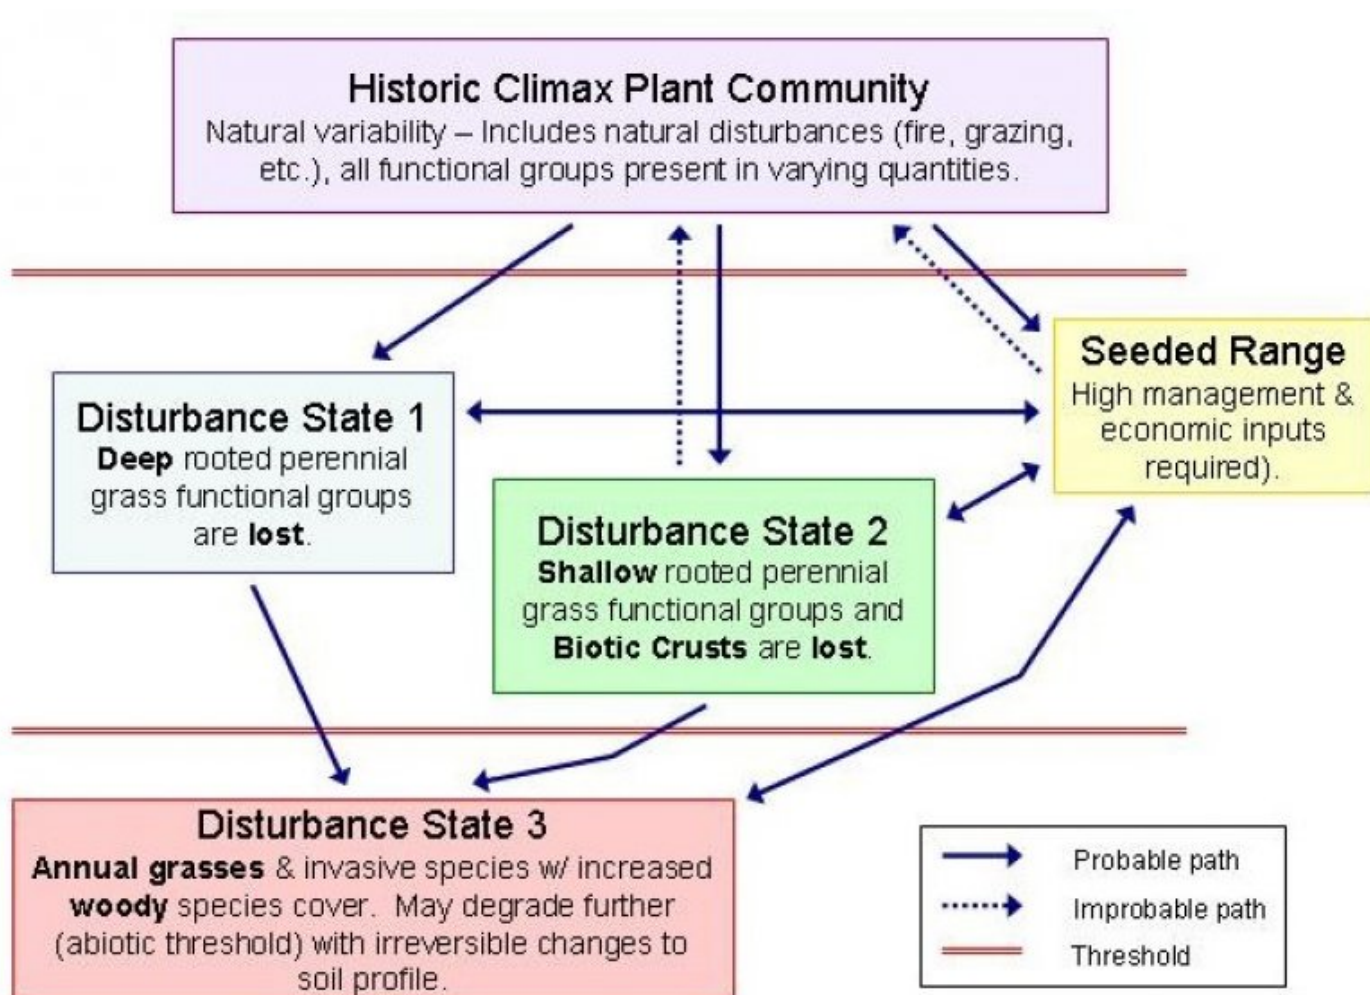 Historic Climax Plant Community
Natural variability – Includes natural disturbances (fire, grazing,
etc.), all functional groups present in varying quantities.
Seeded Range
High management &
economic inputs
required).
Disturbance State 1
Deep rooted perennial
grass functional groups
are lost.
Disturbance State 2
Shallow rooted perennial
grass functional groups and
Biotic Crusts are lost.
Disturbance State 3
Annual grasses & invasive species w/ increased
woody species cover. May degrade further
(abiotic threshold) with irreversible changes to
soil profile.
Probable path
Improbable path
Threshold